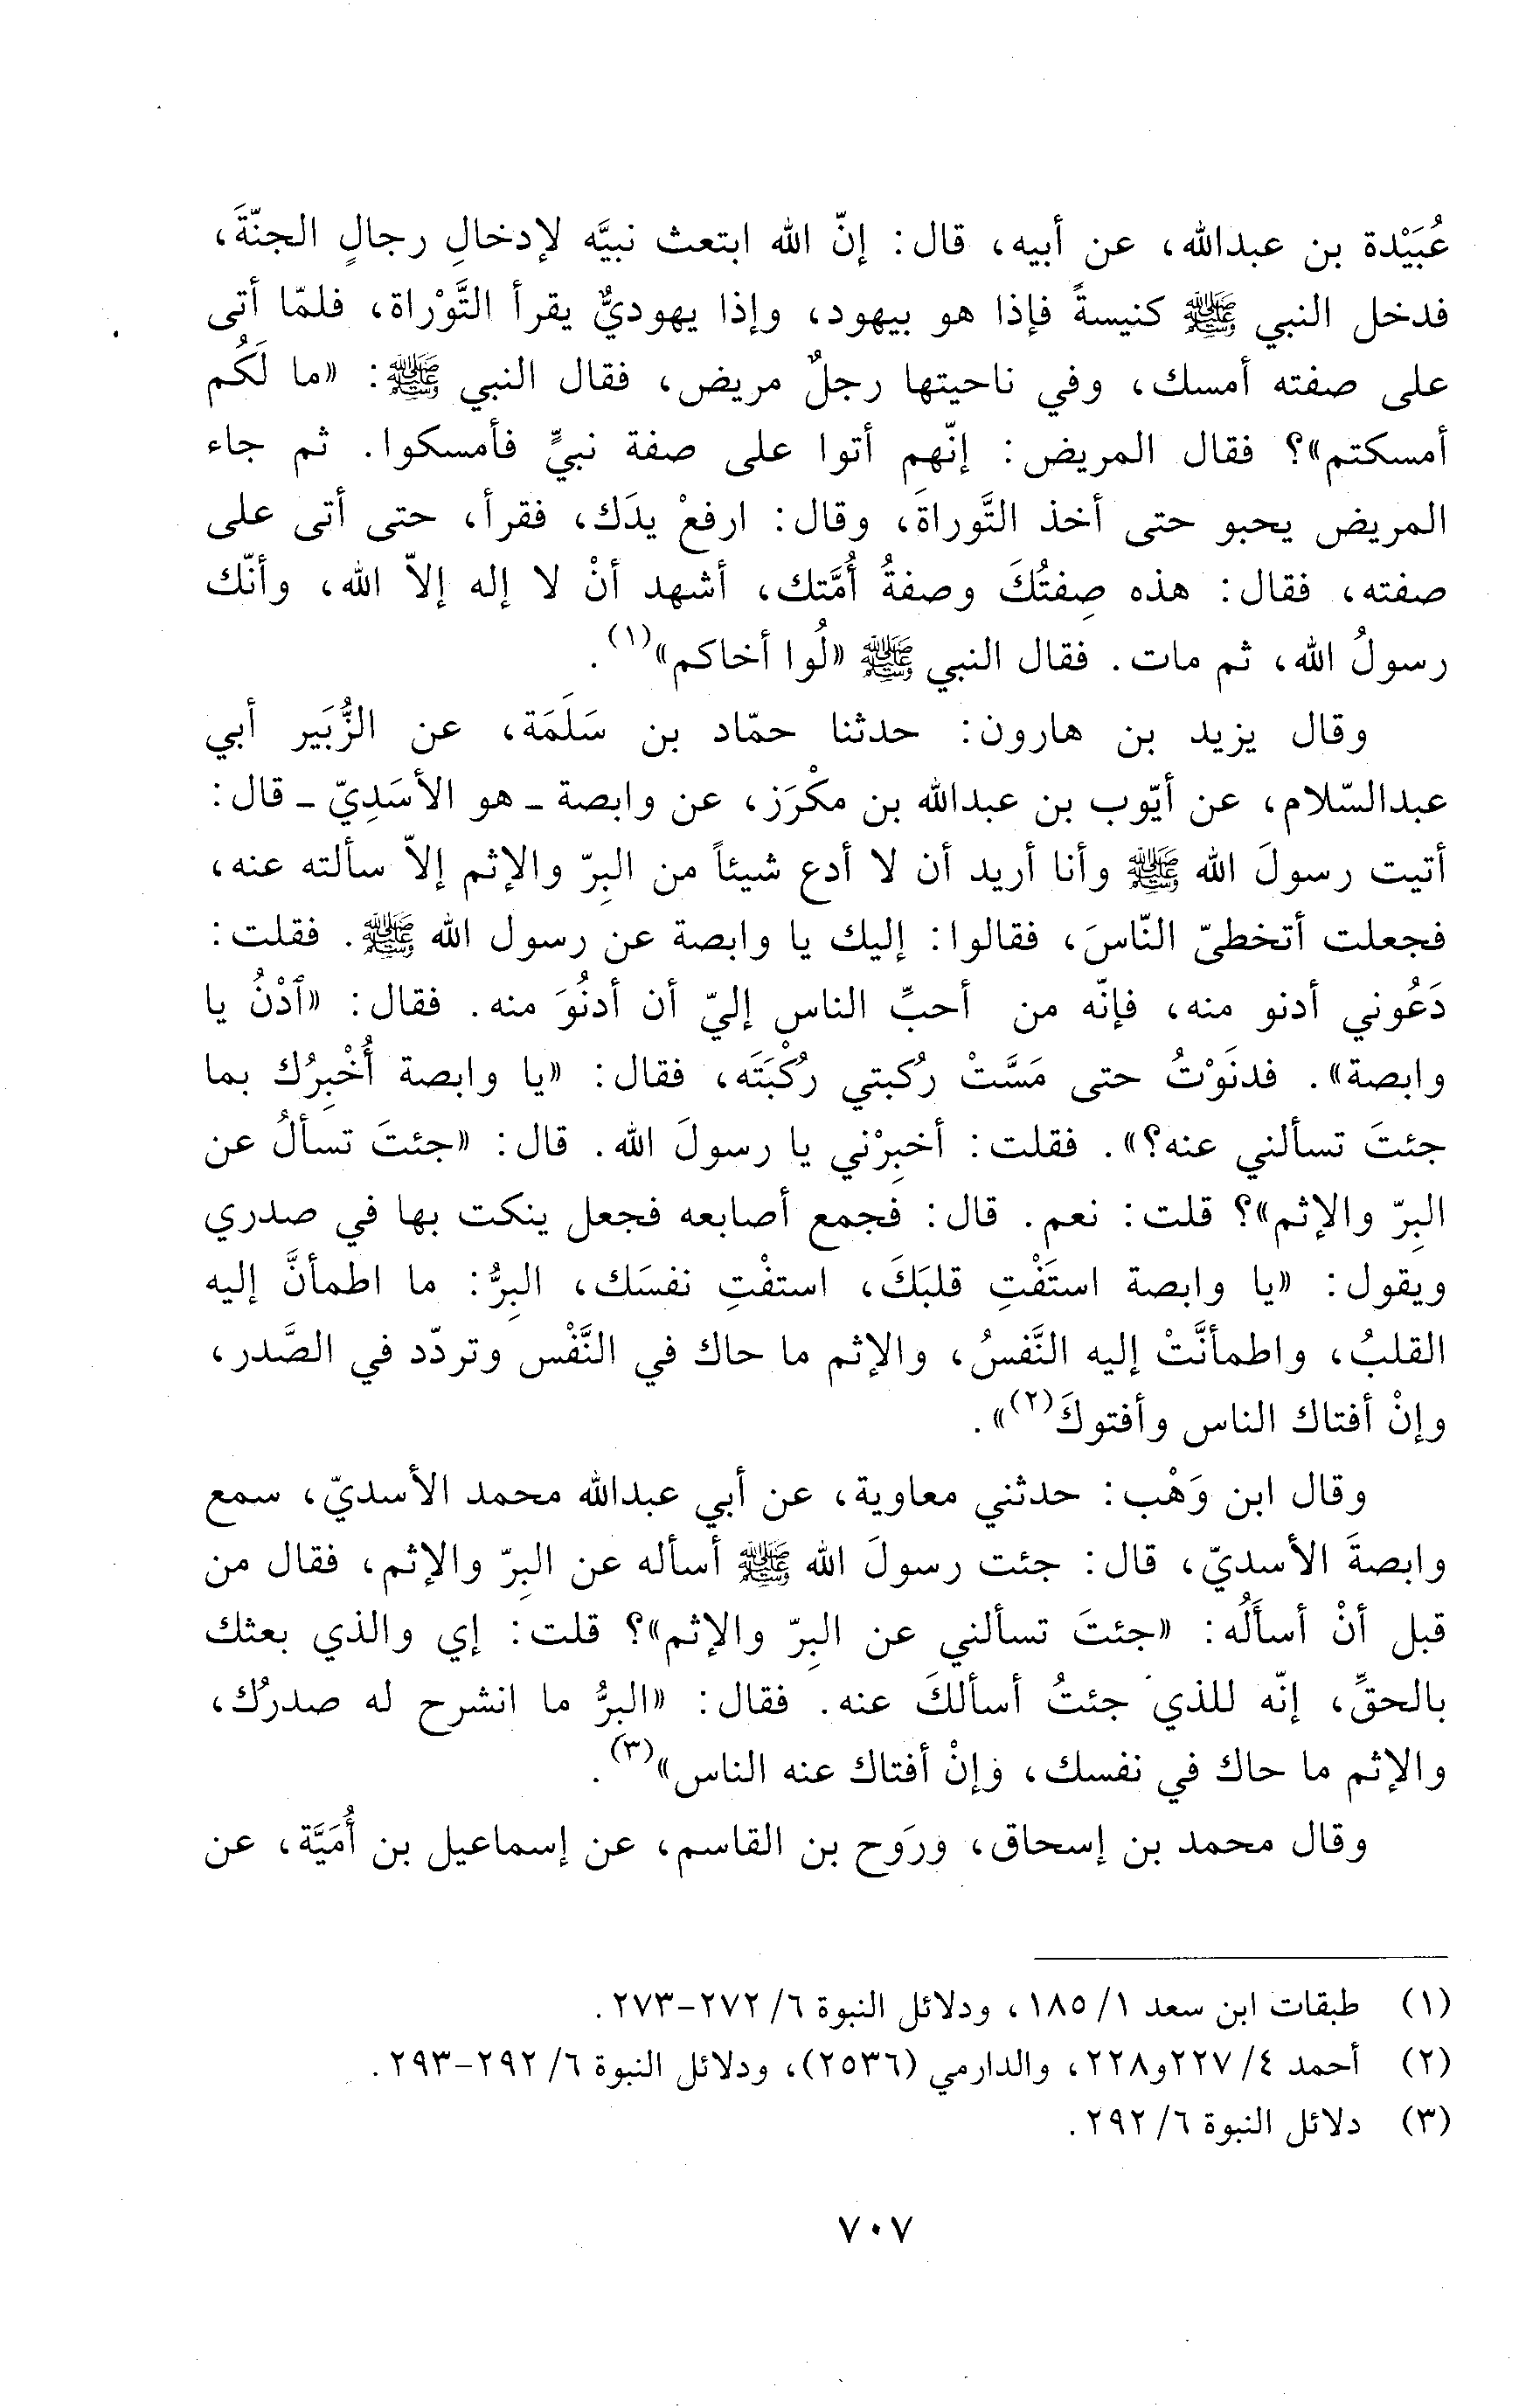 عُبَيْدة بن عبدالله، عن أبيه، قال: إنّ الله ابتعث نبيَّه لإدخالِ رجالٍ الجنّةَ،
فدخل النبي ﷺ كنيسةً فإذا هو بيهود، وإذا يهوديٌّ يقرأ التَّوْراة، فلمّا أتى
على صفته أمسك، وفي ناحيتها رجلٌ مريض، فقال النبي ﷺ: «ما لَكُم
أمسكتم»؟ فقال المريض: إنّهم أتوا على صفة نبيٍّ فأمسكوا. ثم جاء
المريض يحبو حتى أخذ التَّوراةَ، وقال: ارفعْ يدَك، فقرأ، حتى أتى على
صفته، فقال: هذه صِفتُكَ وصفةُ أُمَّتك، أشهد أنْ لا إله إلاّ الله، وأنّك
رسولُ الله، ثم مات. فقال النبي ﷺ «لُوا أخاكم»(١).
وقال يزيد بن هارون: حدثنا حمّاد بن سَلَمَة، عن الزُّبَير أبي
عبدالسّلام، عن أيّوب بن عبدالله بن مكْرَز، عن وابصة ـ هو الأسَدِيّ ـ قال:
أتيت رسولَ الله ﷺ وأنا أريد أن لا أدع شيئاً من البِرّ والإثم إلاّ سألته عنه،
فجعلت أتخطىّ النّاسَ، فقالوا: إليك يا وابصة عن رسول الله ﷺ. فقلت:
دَعُوني أدنو منه، فإنّه من أحبِّ الناس إليّ أن أدنُوَ منه. فقال: «ٱدْنُ يا
وابصة». فدنَوْتُ حتى مَسَّتْ رُكبتي رُكْبَتَه، فقال: «يا وابصة أُخْبِرُك بما
جئتَ تسألني عنه؟». فقلت: أخبِرْني يا رسولَ الله. قال: «جئتَ تسألُ عن
البِرّ والإثم»؟ قلت: نعم. قال: فجمع أصابعه فجعل ينكت بها في صدري
ويقول: «يا وابصة استَفْتِ قلبَكَ، استفْتِ نفسَك، البِرُّ: ما اطمأنَّ إليه
القلبُ، واطمأنَّتْ إليه النَّفسُ، والإثم ما حاك في النَّفْس وتردّد في الصَّدر،
وإنْ أفتاك الناس وأفتوكَ(٢)».
وقال ابن وَهْب: حدثني معاوية، عن أبي عبدالله محمد الأسديّ، سمع
وابصةَ الأسديّ، قال: جئت رسولَ الله ﷺ أسأله عن البِرّ والإثم، فقال من
قبل أنْ أسأَلُه: «جئتَ تسألني عن البِرّ والإثم»؟ قلت: إي والذي بعثك
بالحقِّ، إنّه للذي جئتُ أسألكَ عنه. فقال: «البرُّ ما انشرح له صدرُك،
والإثم ما حاك في نفسك، وإنْ أفتاك عنه الناس»(٣).
وقال محمد بن إسحاق، ورَوح بن القاسم، عن إسماعيل بن أُمَيَّة، عن
(١) طبقات ابن سعد ١/ ١٨٥، ودلائل النبوة ٦/ ٢٧٢-٢٧٣.
(٢) أحمد ٤/ ٢٢٧و٢٢٨، والدارمي (٢٥٣٦)، ودلائل النبوة ٦/ ٢٩٢-٢٩٣.
(٣) دلائل النبوة ٦/ ٢٩٢.
٧٠٧